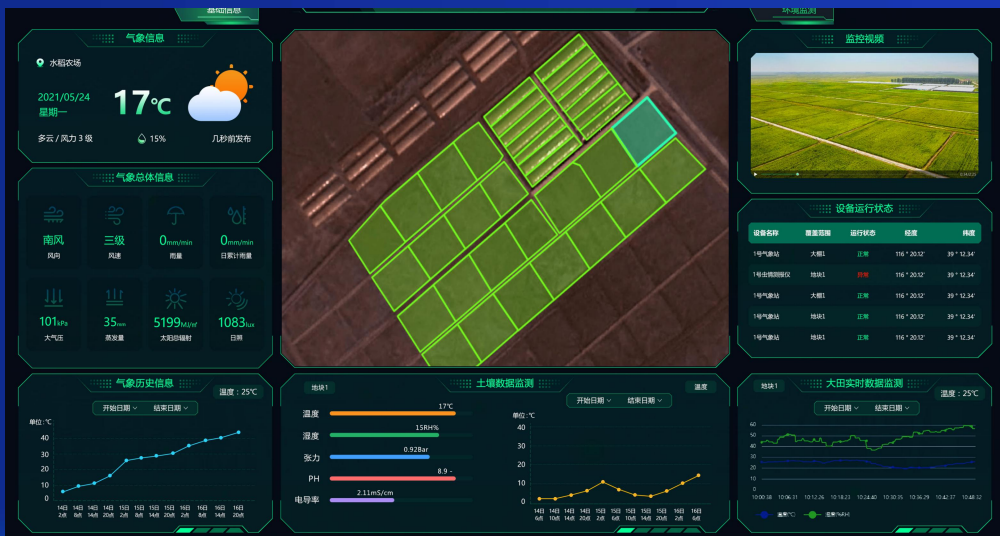 基础信息
环境监测
气象信息
水稻农场
2021/05/24
星期一
17℃
多云 / 风力 3 级
15%
几秒前发布
气象总体信息
南风
风向
三级
风速
0mm/min
雨量
0mm/min
日累计雨量
101kPa
大气压
35mm
蒸发量
5199MJ/㎡
太阳总辐射
1083lux
日照
监控视频
设备运行状态
设备名称 覆盖范围 运行状态 经度 纬度
1号气象站 大棚1 正常 116 ° 20.12' 39 ° 12.34'
1号虫情测报仪 地块1 异常 116 ° 20.12' 39 ° 12.34'
1号气象站 大棚1 正常 116 ° 20.12' 39 ° 12.34'
1号气象站 地块1 正常 116 ° 20.12' 39 ° 12.34'
1号气象站 地块1 正常 116 ° 20.12' 39 ° 12.34'
气象历史信息
温度：25℃
开始日期 结束日期
单位:℃
40
30
20
10
0
14日 14日 14日 14日 15日 15日 15日 15日 16日 16日 16日 16日
2点 8点 14点 20点 2点 8点 14点 20点 2点 8点 14点 20点
土壤数据监测
地块1
温度
开始日期 结束日期
温度 17℃
湿度 15RH%
张力 0.92Bar
PH 8.9 -
电导率 2.11mS/cm
单位:℃
40
30
20
10
0
14日 14日 14日 14日 15日 15日 15日 15日 15日 16日 16日
6点 10点 14点 20点 2点 6点 10点 14点 20点 2点 6点
大田实时数据监测
地块1
温度：25℃
开始日期 结束日期
60
50
40
30
20
10
0
10:00:38 10:06:31 10:12:26 10:18:23 10:24:40 10:30:35 10:36:29 10:42:37 10:48:32
温度(℃) 湿度(%RH)